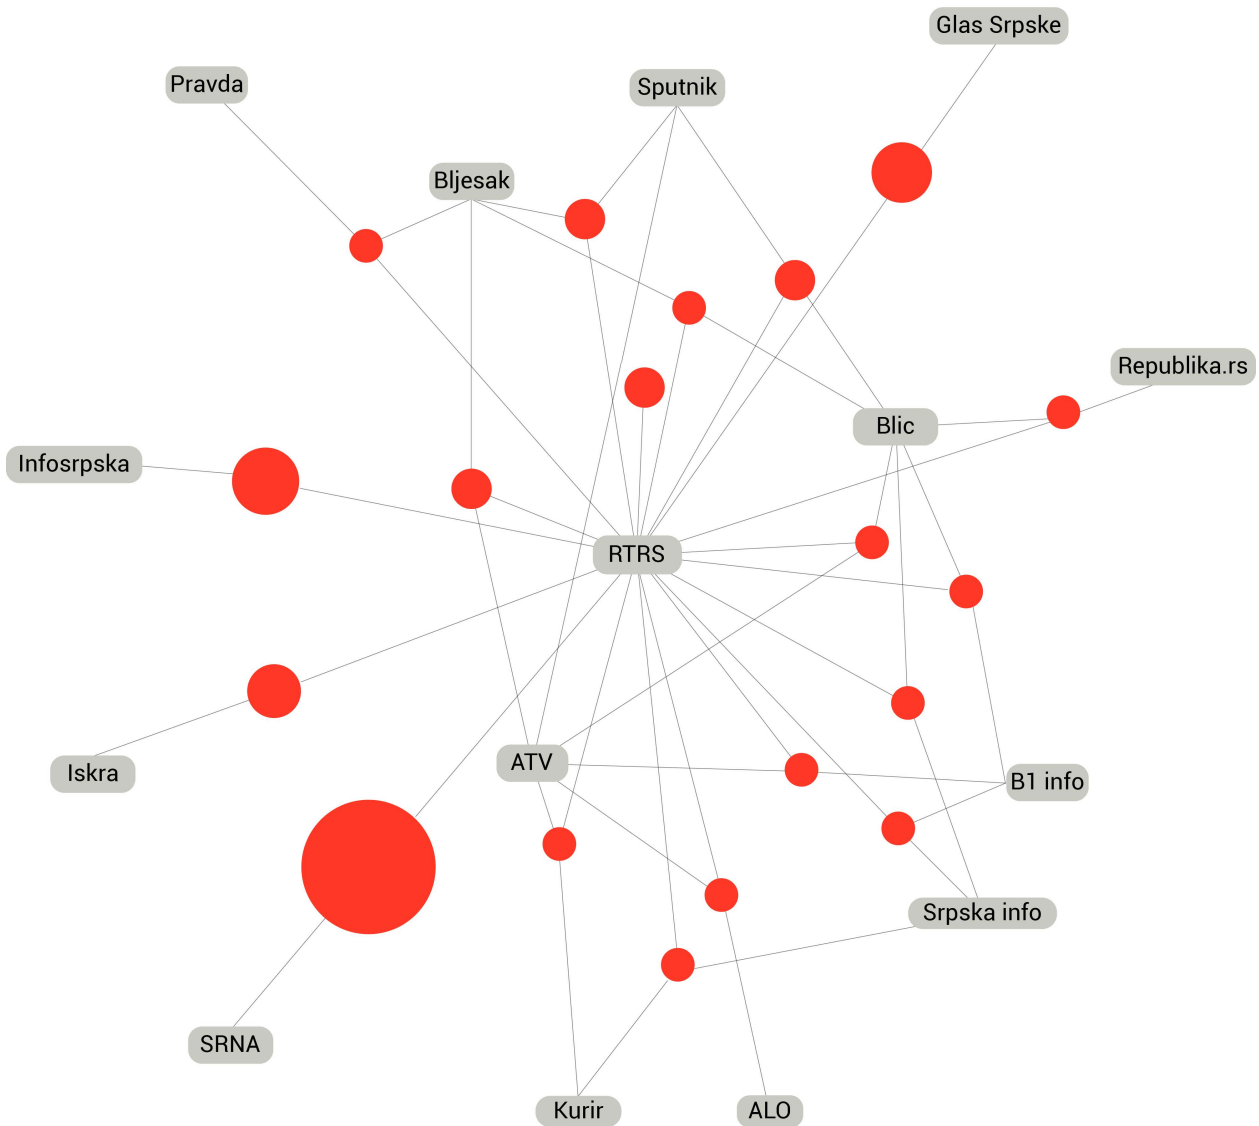 Glas Srpske
Pravda
Sputnik
Bljesak
Republika.rs
Blic
Infosrpska
RTRS
ATV
Iskra
B1 info
Srpska info
SRNA
Kurir
ALO